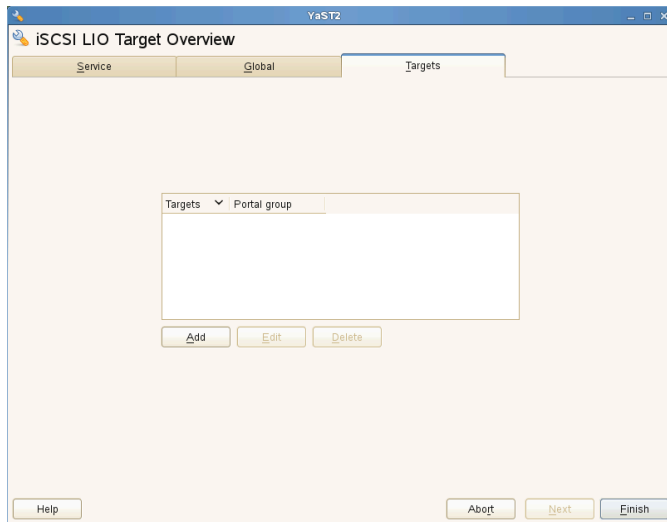 YaST2
iSCSI LIO Target Overview
Service Global Targets
Targets Portal group
Add Edit Delete
Help Abort Next Finish